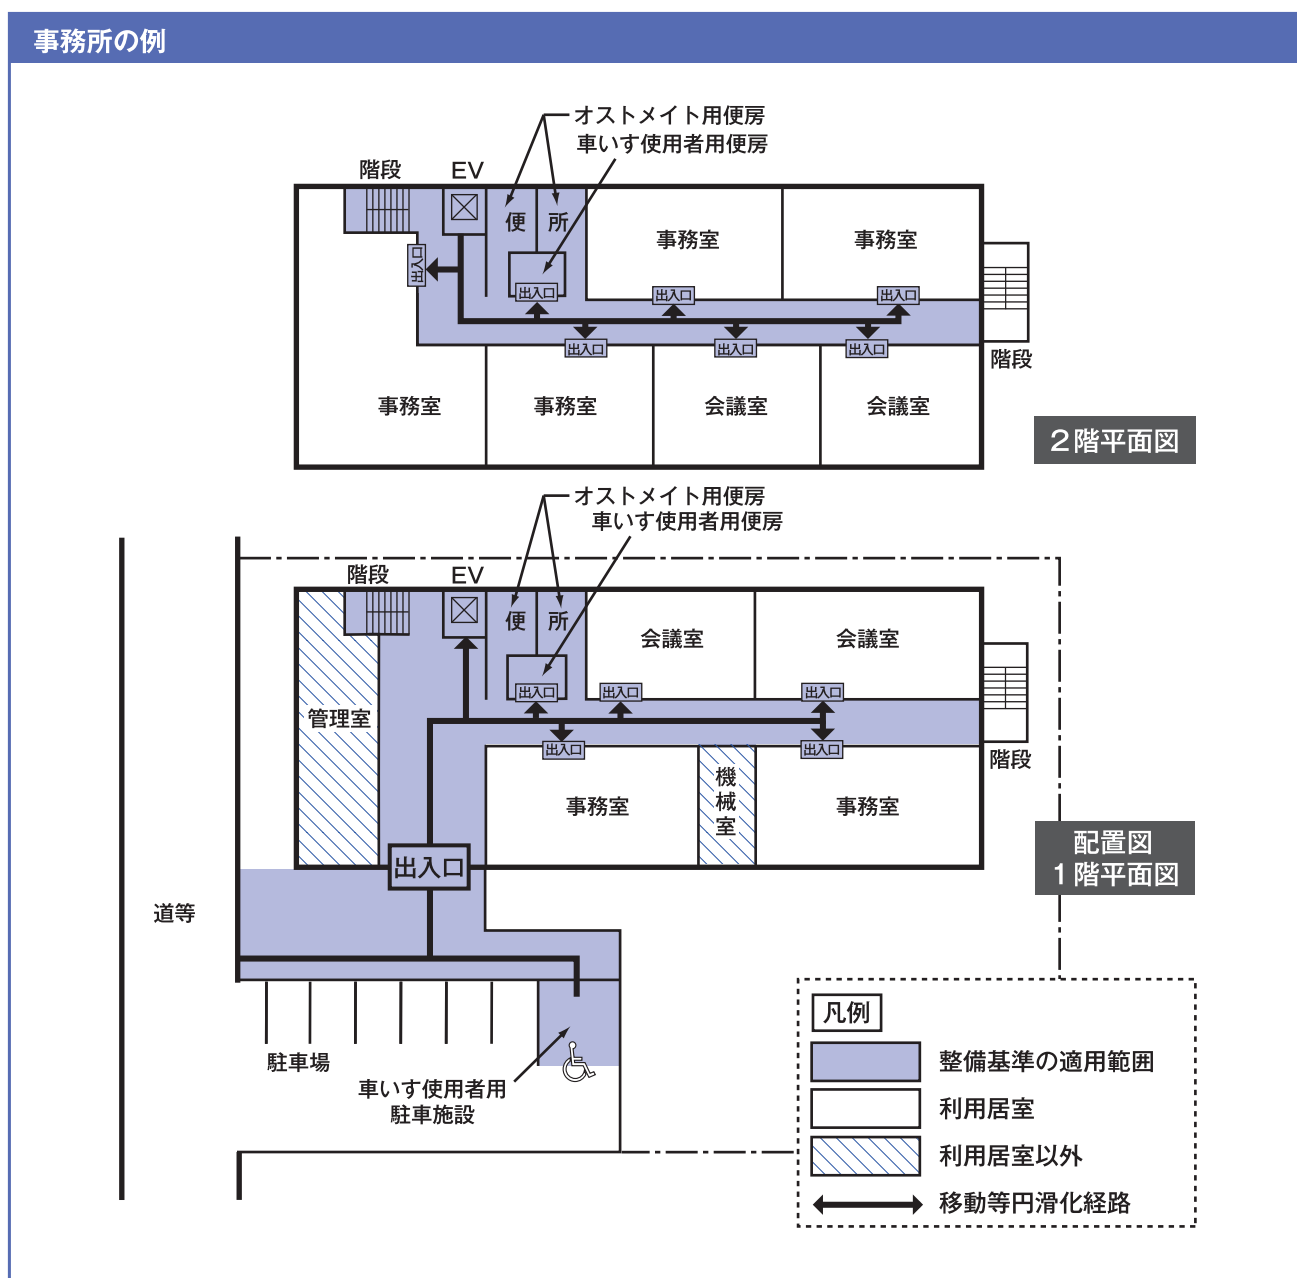 事務所の例
オストメイト用便房
車いす使用者用便房
階段
EV
便
所
事務室
事務室
出入口
出入口
出入口
出入口
階段
出入口
出入口
出入口
事務室
事務室
会議室
会議室
2階平面図
オストメイト用便房
車いす使用者用便房
階段
EV
便
所
会議室
会議室
出入口
出入口
出入口
管理室
出入口
出入口
階段
事務室
機械室
事務室
出入口
配置図
1階平面図
道等
駐車場
車いす使用者用
駐車施設
凡例
整備基準の適用範囲
利用居室
利用居室以外
移動等円滑化経路